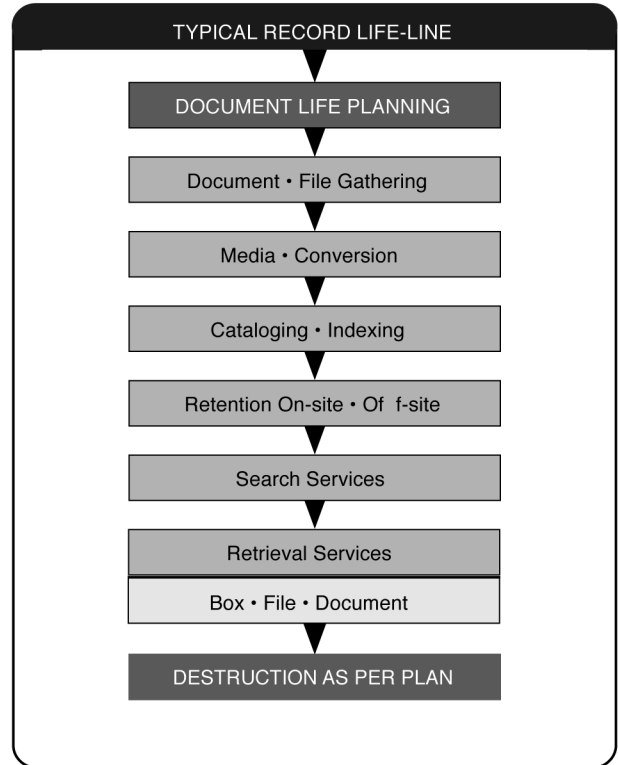 TYPICAL RECORD LIFE-LINE
DOCUMENT LIFE PLANNING
Document • File Gathering
Media • Conversion
Cataloging • Indexing
Retention On-site • Of f-site
Search Services
Retrieval Services
Box • File • Document
DESTRUCTION AS PER PLAN